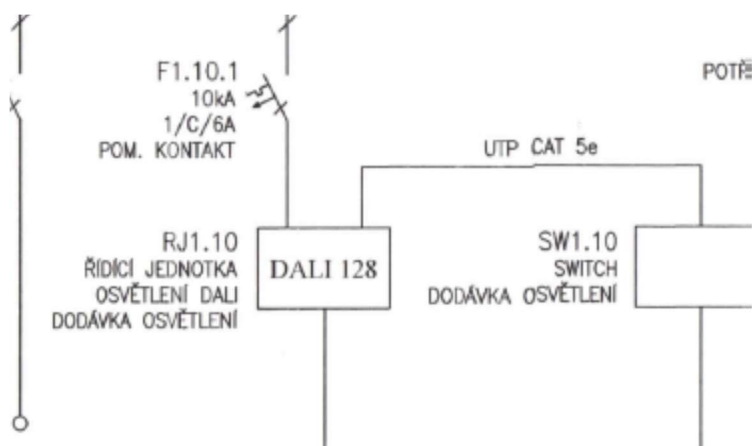 F1.10.1
10kA
1/C/6A
POM. KONTAKT
UTP CAT 5e
RJ1.10
ŘÍDÍCÍ JEDNOTKA
OSVĚTLENÍ DALI
DODÁVKA OSVĚTLENÍ
DALI 128
SW1.10
SWITCH
DODÁVKA OSVĚTLENÍ